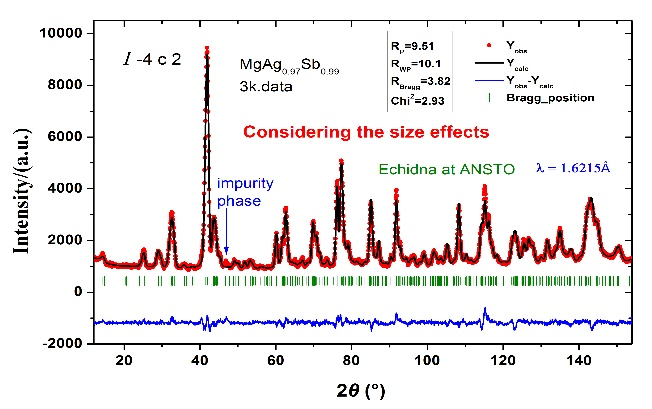 I -4 c 2
MgAg0.97Sb0.99
3k.data
Rp=9.51
RWP=10.1
RBragg=3.82
Chi²=2.93
Yobs
Ycalc
Yobs-Ycalc
Bragg_position
Considering the size effects
Echidna at ANSTO
λ = 1.6215Å
impurity
phase
Intensity/(a.u.)
10000
8000
6000
4000
2000
0
-2000
20 40 60 80 100 120 140
2θ (°)